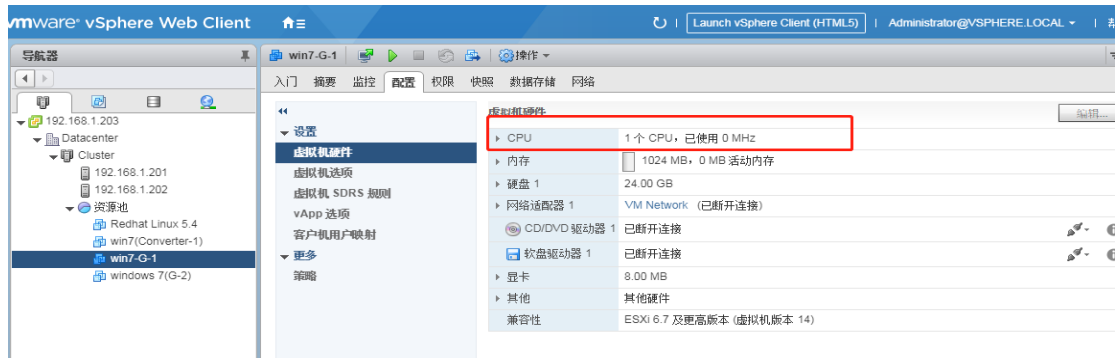 vmware® vSphere Web Client
Launch vSphere Client (HTML5) | Administrator@VSPHERE.LOCAL
导航器
win7-G-1 操作
入门 摘要 监控 配置 权限 快照 数据存储 网络
192.168.1.203
Datacenter
Cluster
192.168.1.201
192.168.1.202
资源池
Redhat Linux 5.4
win7(Converter-1)
win7-G-1
windows 7(G-2)
设置
虚拟机硬件
虚拟机选项
虚拟机 SDRS 规则
vApp 选项
客户机用户映射
更多
策略
虚拟机硬件 编辑...
CPU 1 个 CPU，已使用 0 MHz
内存 1024 MB，0 MB 活动内存
硬盘 1 24.00 GB
网络适配器 1 VM Network (已断开连接)
CD/DVD 驱动器 1 已断开连接
软盘驱动器 1 已断开连接
显卡 8.00 MB
其他 其他硬件
兼容性 ESXi 6.7 及更高版本 (虚拟机版本 14)